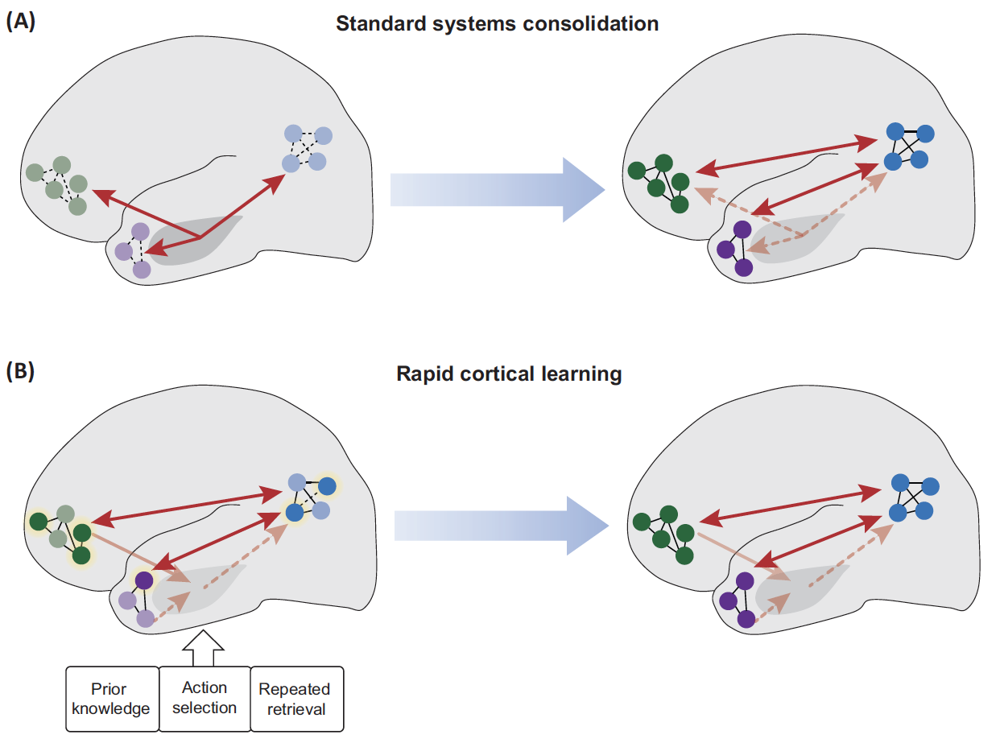 (A)
Standard systems consolidation
(B)
Rapid cortical learning
Prior
knowledge
Action
selection
Repeated
retrieval